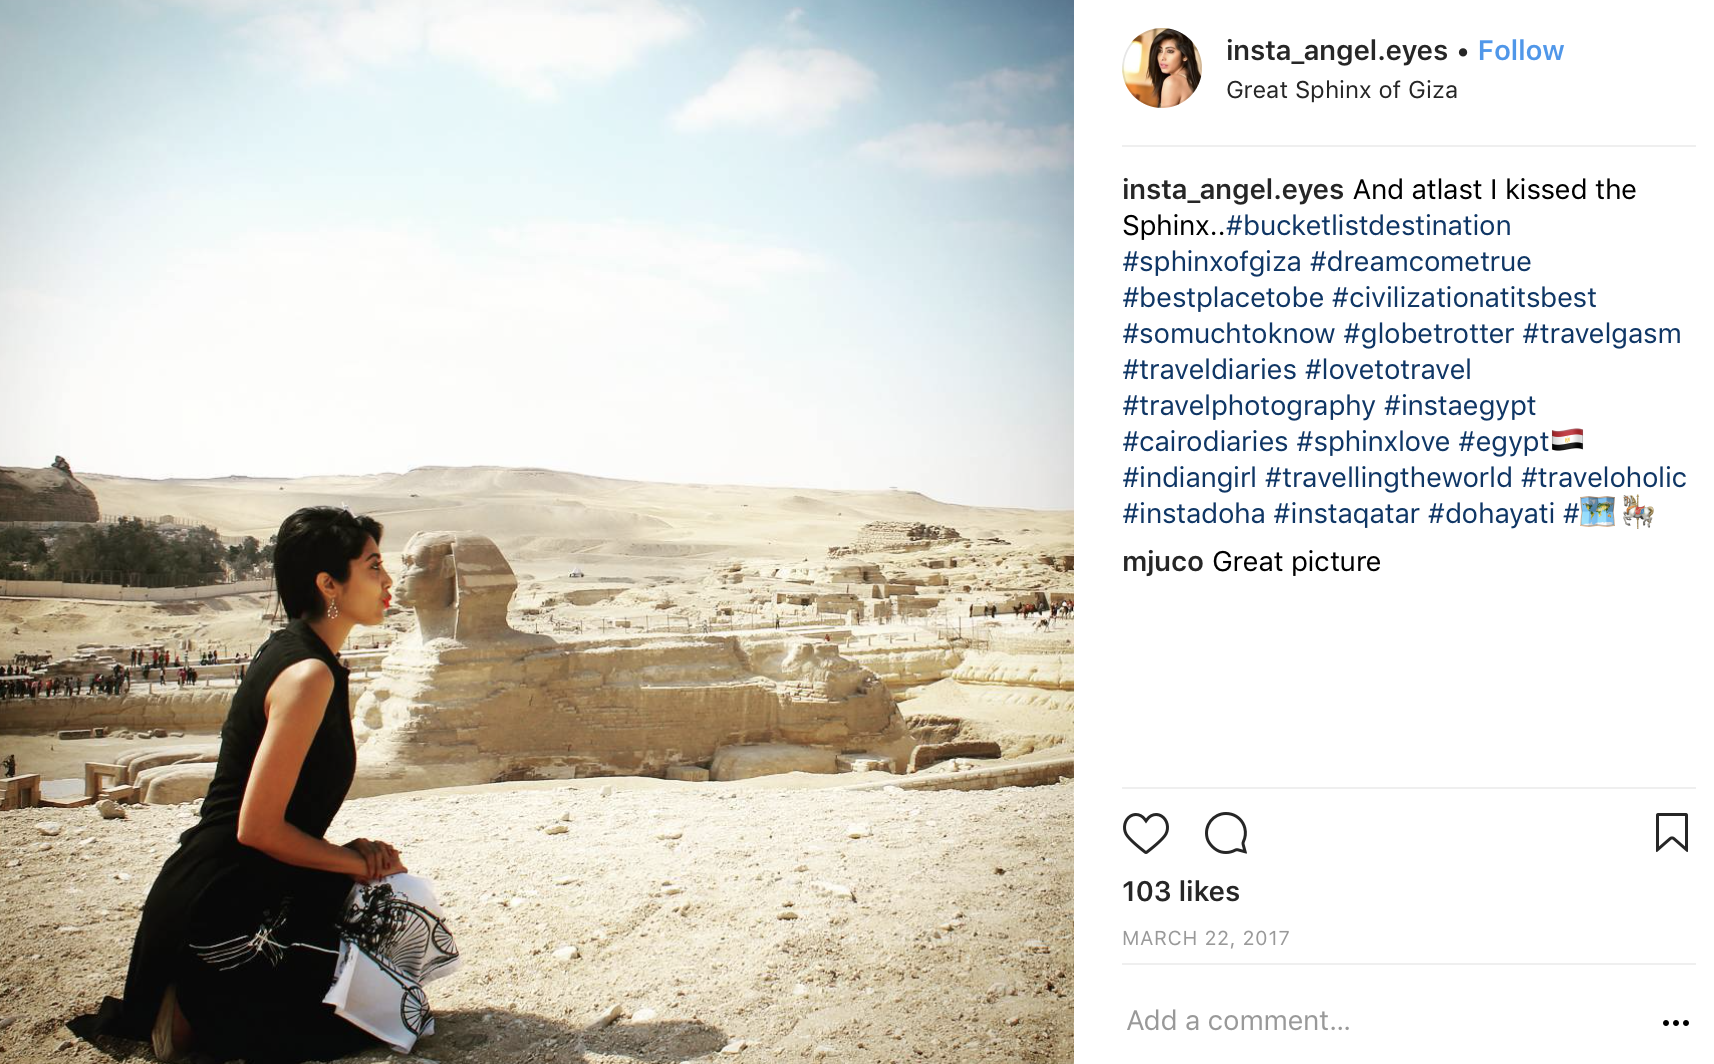 insta_angel.eyes • Follow
Great Sphinx of Giza
insta_angel.eyes And atlast I kissed the
Sphinx..#bucketlistdestination
#sphinxofgiza #dreamcometrue
#bestplacetobe #civilizationatitsbest
#somuchtoknow #globetrotter #travelgasm
#traveldiaries #lovetotravel
#travelphotography #instaegypt
#cairodiaries #sphinxlove #egypt🇪🇬
#indiangirl #travellingtheworld #traveloholic
#instadoha #instaqatar #dohayati #🗺🎠
mjuco Great picture
103 likes
MARCH 22, 2017
Add a comment...